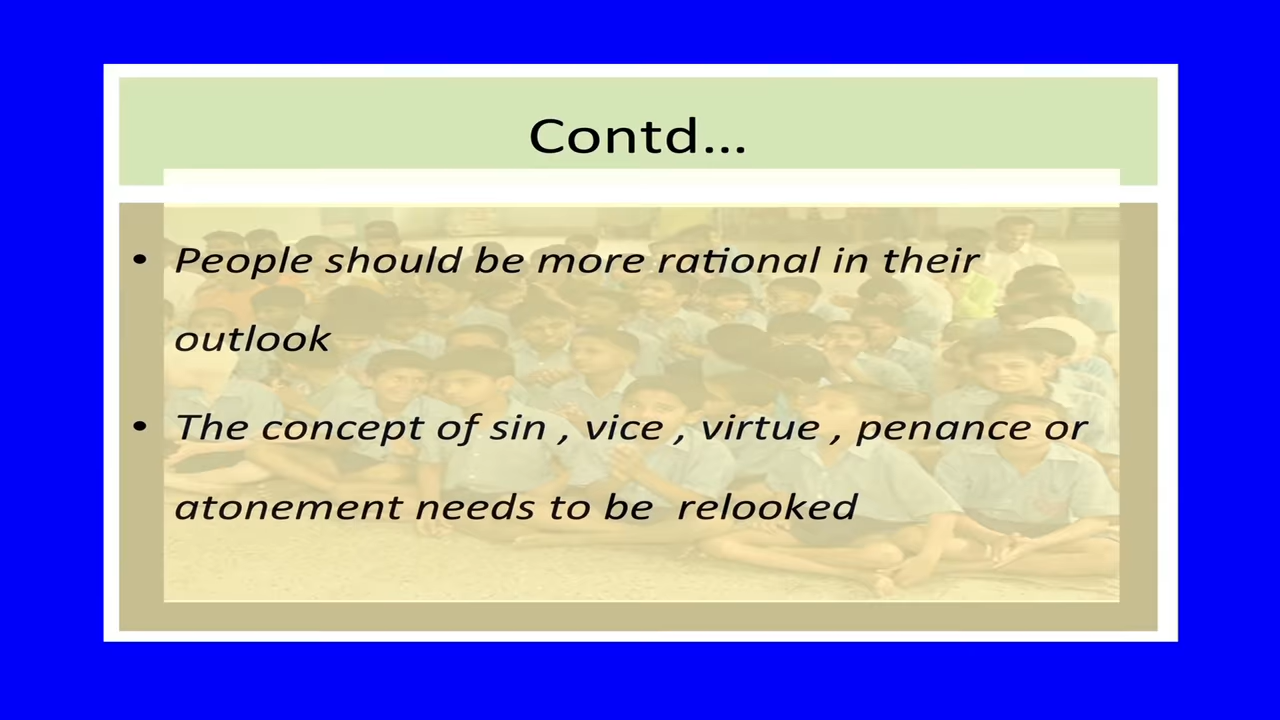 Contd...
• People should be more rational in their
outlook
• The concept of sin , vice , virtue , penance or
atonement needs to be  relooked